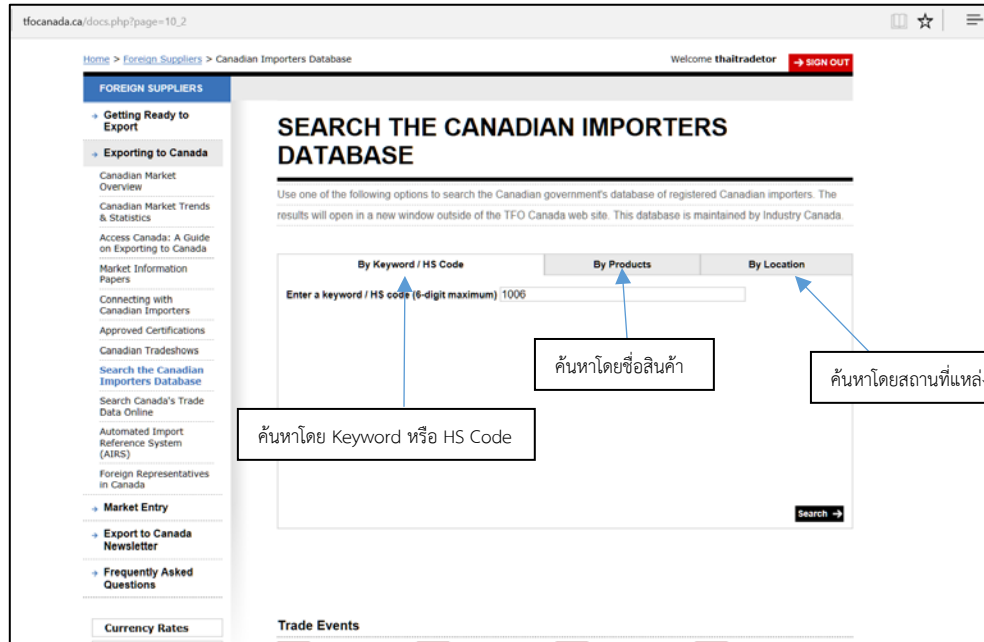 tfocanada.ca/docs.php?page=10_2
Home > Foreign Suppliers > Canadian Importers Database
Welcome thaitradetor
→ SIGN OUT
FOREIGN SUPPLIERS
Getting Ready to
Export
Exporting to Canada
Canadian Market
Overview
Canadian Market Trends
& Statistics
Access Canada: A Guide
on Exporting to Canada
Market Information
Papers
Connecting with
Canadian Importers
Approved Certifications
Canadian Tradeshows
Search the Canadian
Importers Database
Search Canada's Trade
Data Online
Automated Import
Reference System
(AIRS)
Foreign Representatives
in Canada
Market Entry
Export to Canada
Newsletter
Frequently Asked
Questions
Currency Rates
SEARCH THE CANADIAN IMPORTERS
DATABASE
Use one of the following options to search the Canadian government's database of registered Canadian importers. The
results will open in a new window outside of the TFO Canada web site. This database is maintained by Industry Canada.
By Keyword / HS Code
By Products
By Location
Enter a keyword / HS code (6-digit maximum) 1006
ค้นหาโดยชื่อสินค้า
ค้นหาโดยสถานที่แหล่ง
ค้นหาโดย Keyword หรือ HS Code
Search →
Trade Events